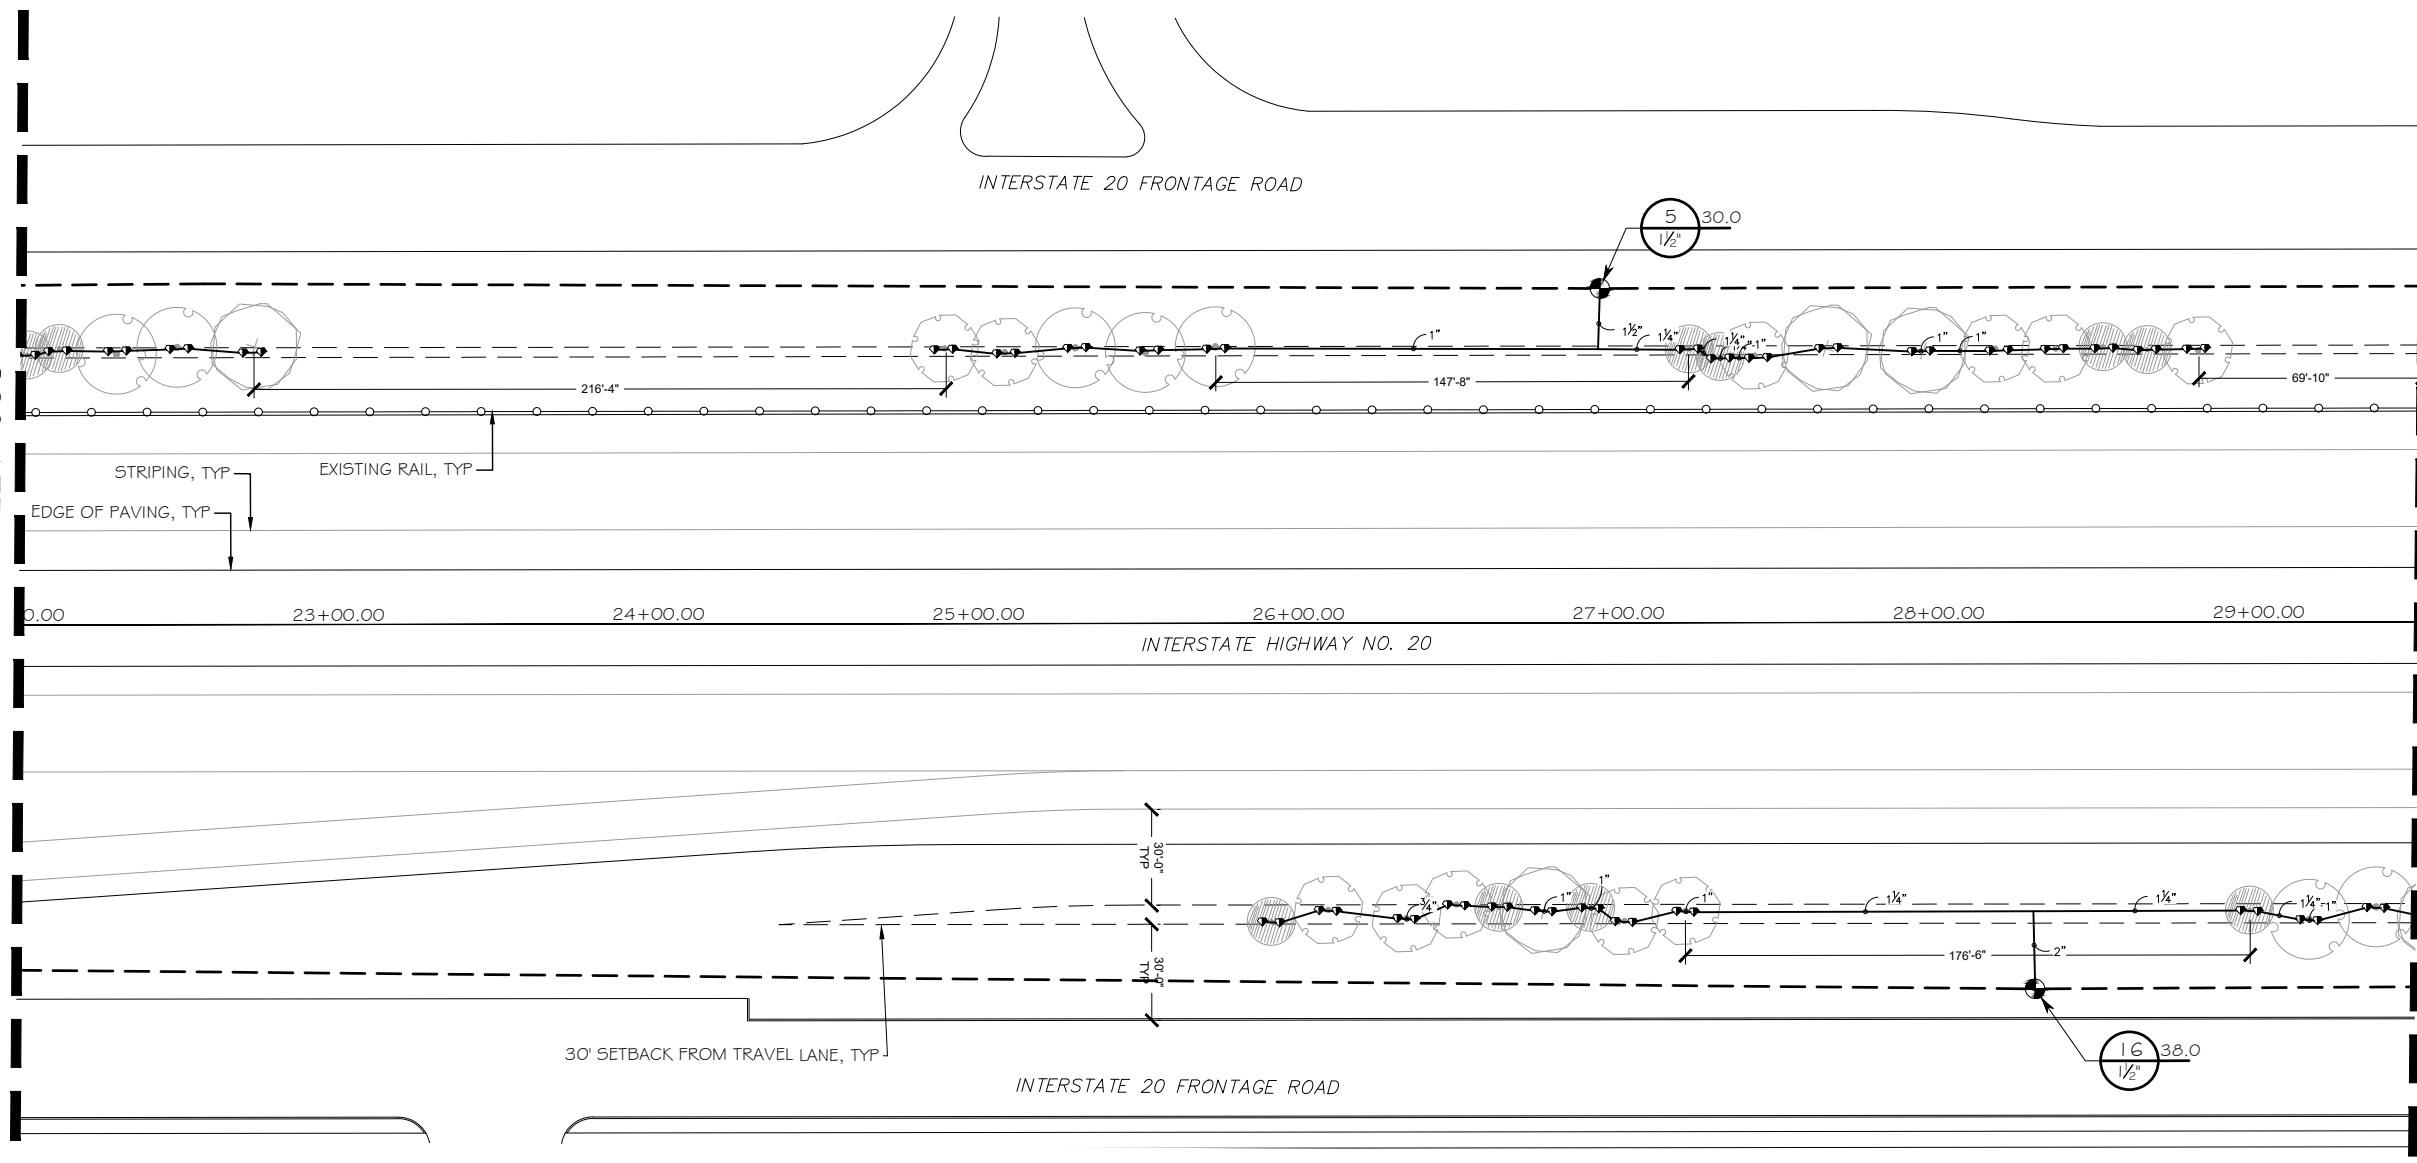 INTERSTATE 20 FRONTAGE ROAD
5 30.0
1½"
1½"
1"
1¼"
1¼"
1"
1"
1"
216'-4"
147'-8"
69'-10"
STRIPING, TYP
EXISTING RAIL, TYP
EDGE OF PAVING, TYP
0.00 23+00.00 24+00.00 25+00.00 26+00.00 27+00.00 28+00.00 29+00.00
INTERSTATE HIGHWAY NO. 20
30'-0"
TYP
1"
¾"
1"
1"
1¼"
1¼"
1¼"
1"
176'-6"
2"
30'-0"
TYP
30' SETBACK FROM TRAVEL LANE, TYP
16 38.0
1½"
INTERSTATE 20 FRONTAGE ROAD